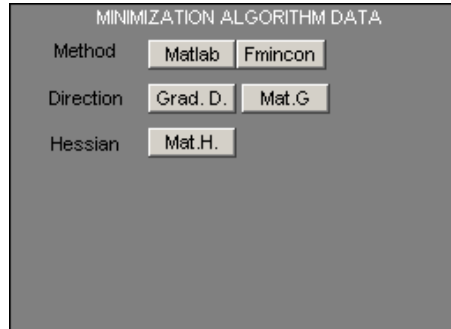 MINIMIZATION ALGORITHM DATA
Method Matlab Fmincon
Direction Grad. D. Mat.G
Hessian Mat.H.